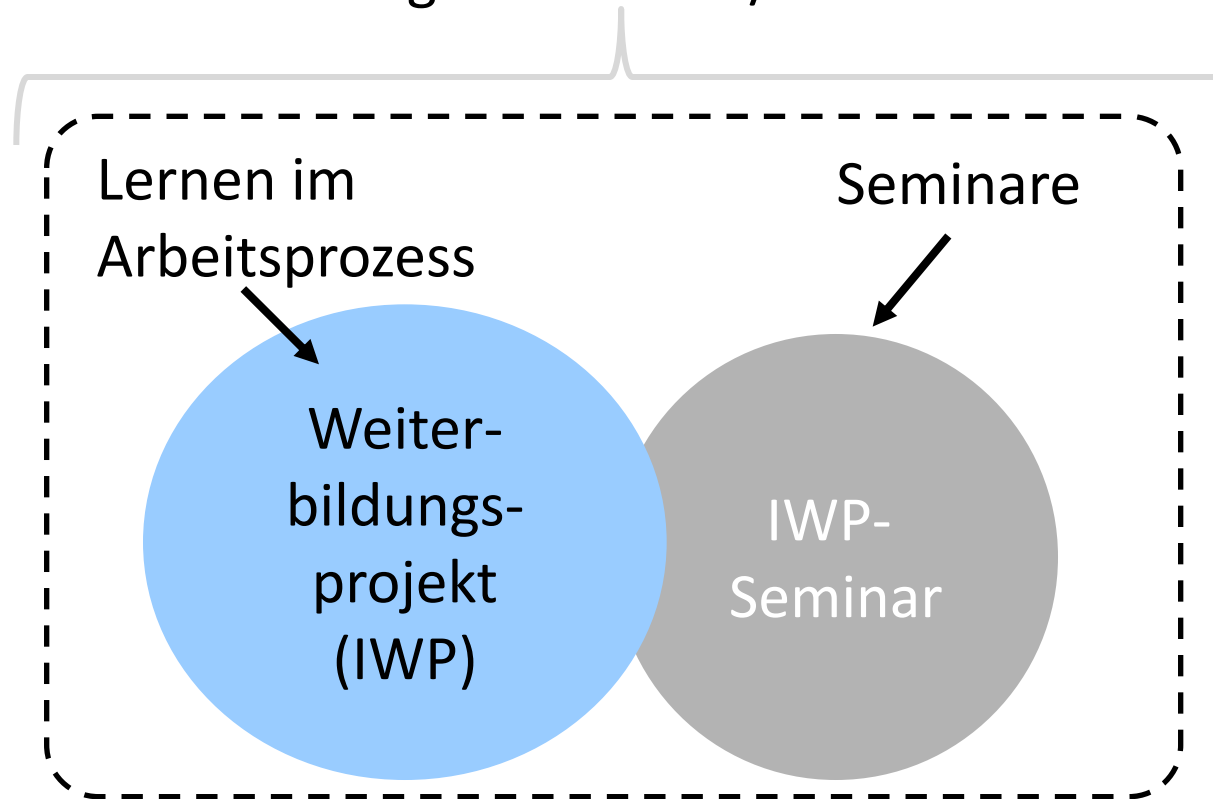 Lernen im
Arbeitsprozess
Seminare
Weiter-
bildungs-
projekt
(IWP)
IWP-
Seminar